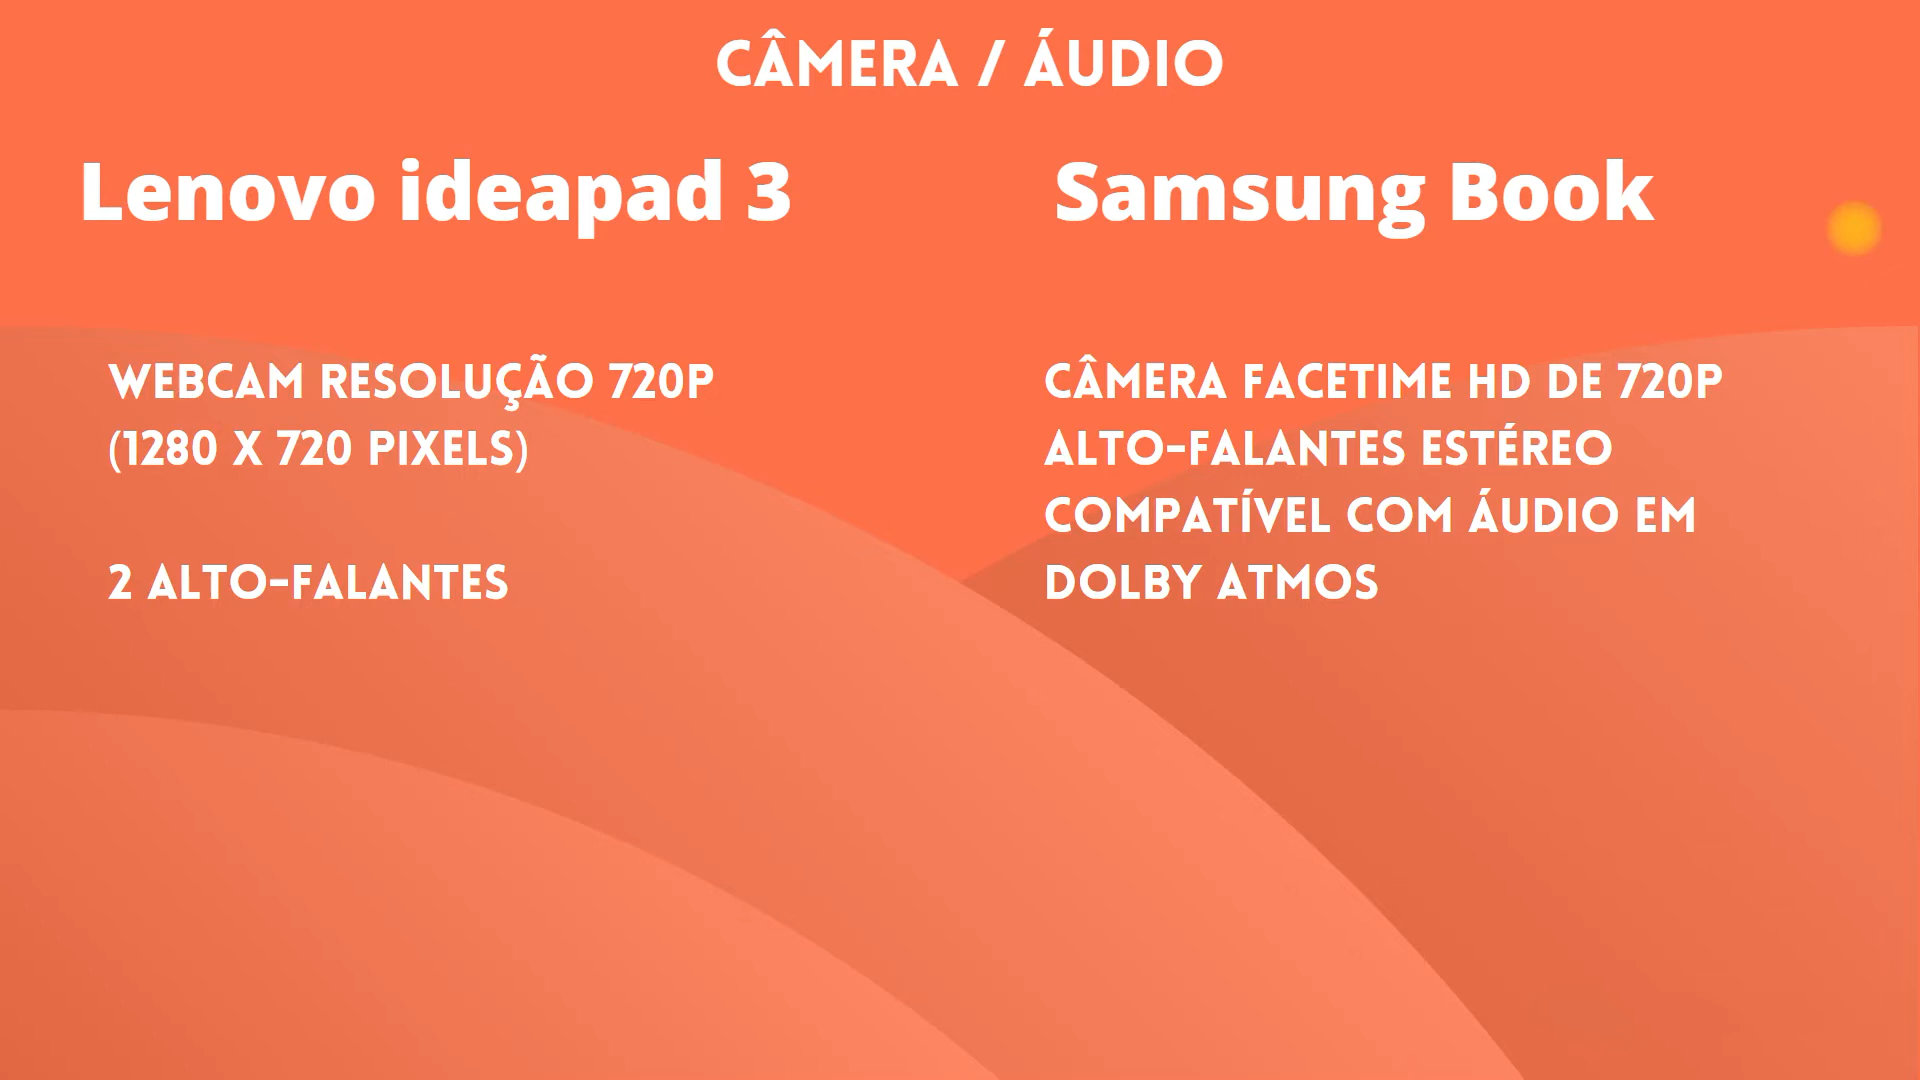 CÂMERA / ÁUDIO
Lenovo ideapad 3
WEBCAM RESOLUÇÃO 720P
(1280 X 720 PIXELS)
2 ALTO-FALANTES
Samsung Book
CÂMERA FACETIME HD DE 720P
ALTO-FALANTES ESTÉREO
COMPATÍVEL COM ÁUDIO EM
DOLBY ATMOS